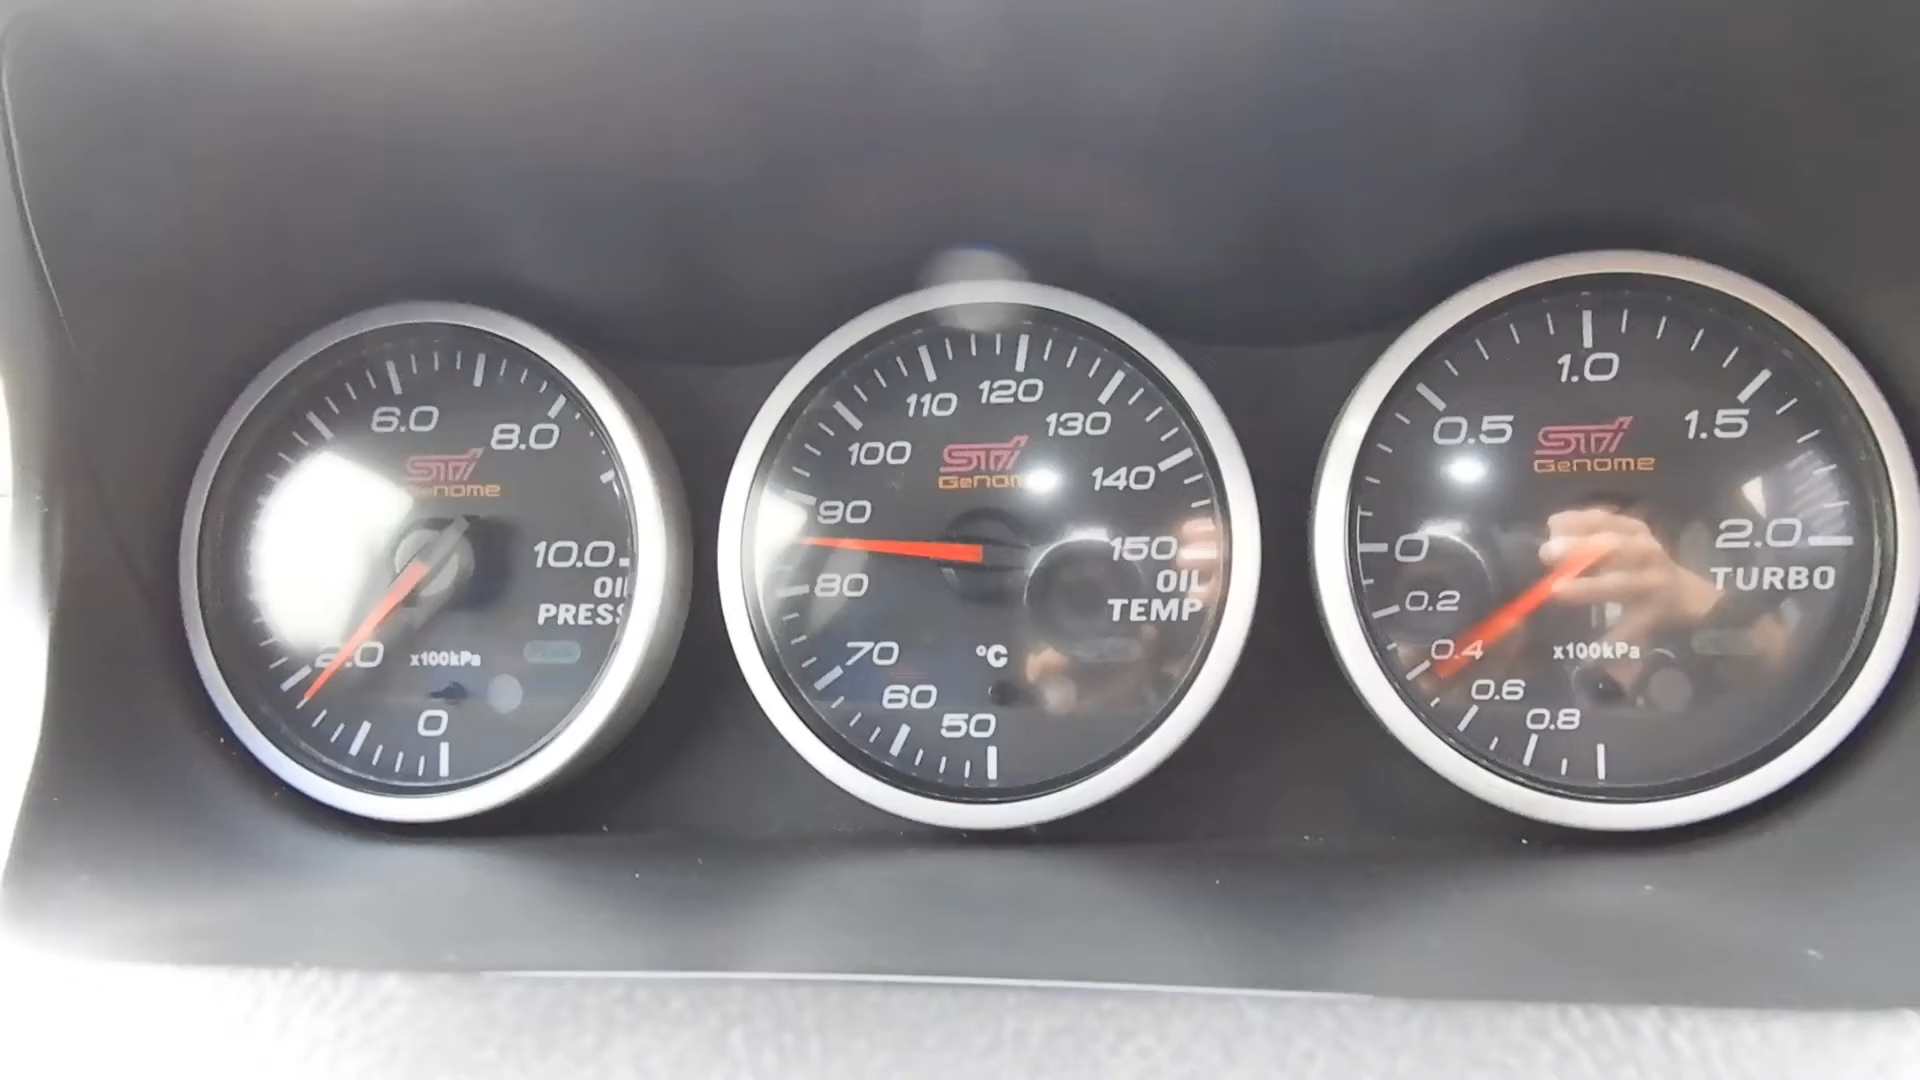 6.0
8.0
STI
GENOME
10.0
OIL
PRESS
2.0
x100kPa
0
110
120
130
100
STI
GENOME
140
90
150
80
OIL
TEMP
70
°C
60
50
1.0
0.5
1.5
STI
GENOME
2.0
0
TURBO
0.2
0.4
x100kPa
0.6
0.8